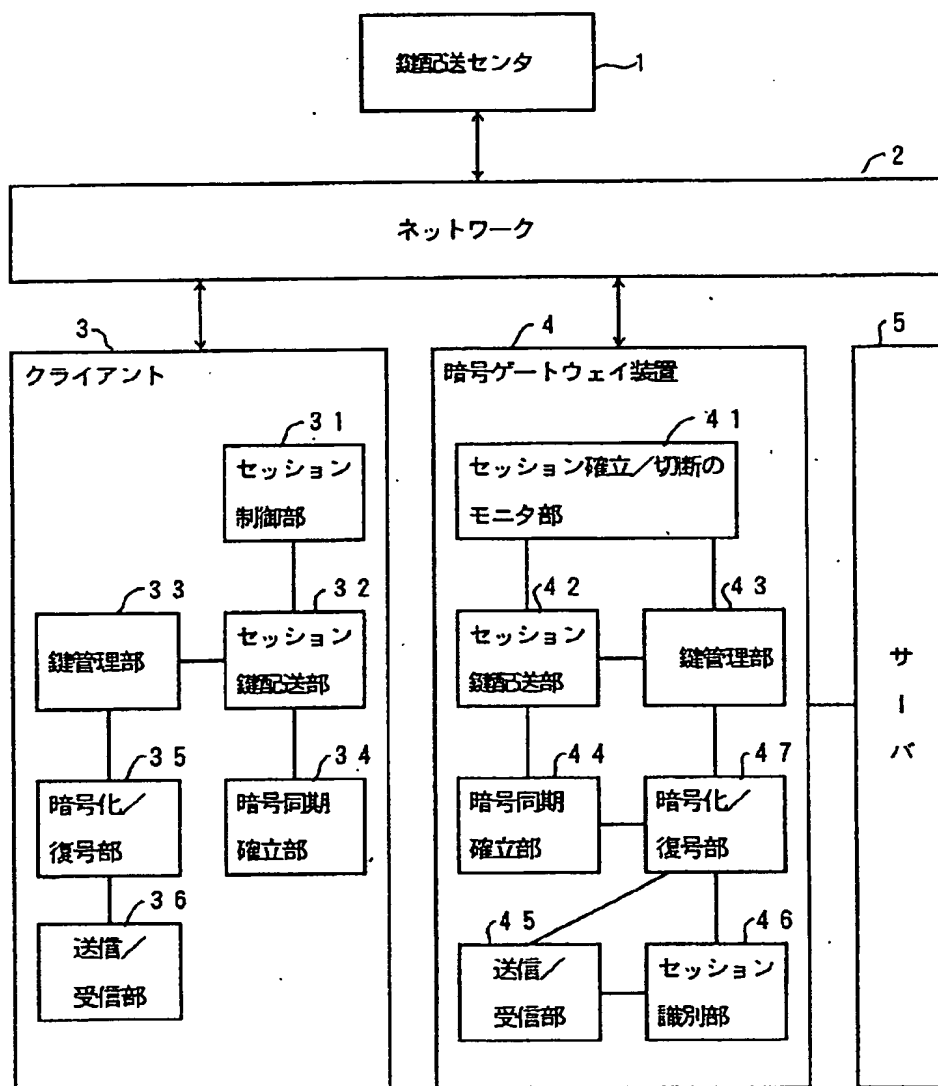 鍵配送センタ
1
2
ネットワーク
3
4
5
クライアント
暗号ゲートウェイ装置
31
セッション
制御部
41
セッション確立／切断の
モニタ部
33
鍵管理部
32
セッション
鍵配送部
42
セッション
鍵配送部
43
鍵管理部
サーバ
35
暗号化／
復号部
34
暗号同期
確立部
44
暗号同期
確立部
47
暗号化／
復号部
36
送信／
受信部
45
送信／
受信部
46
セッション
識別部